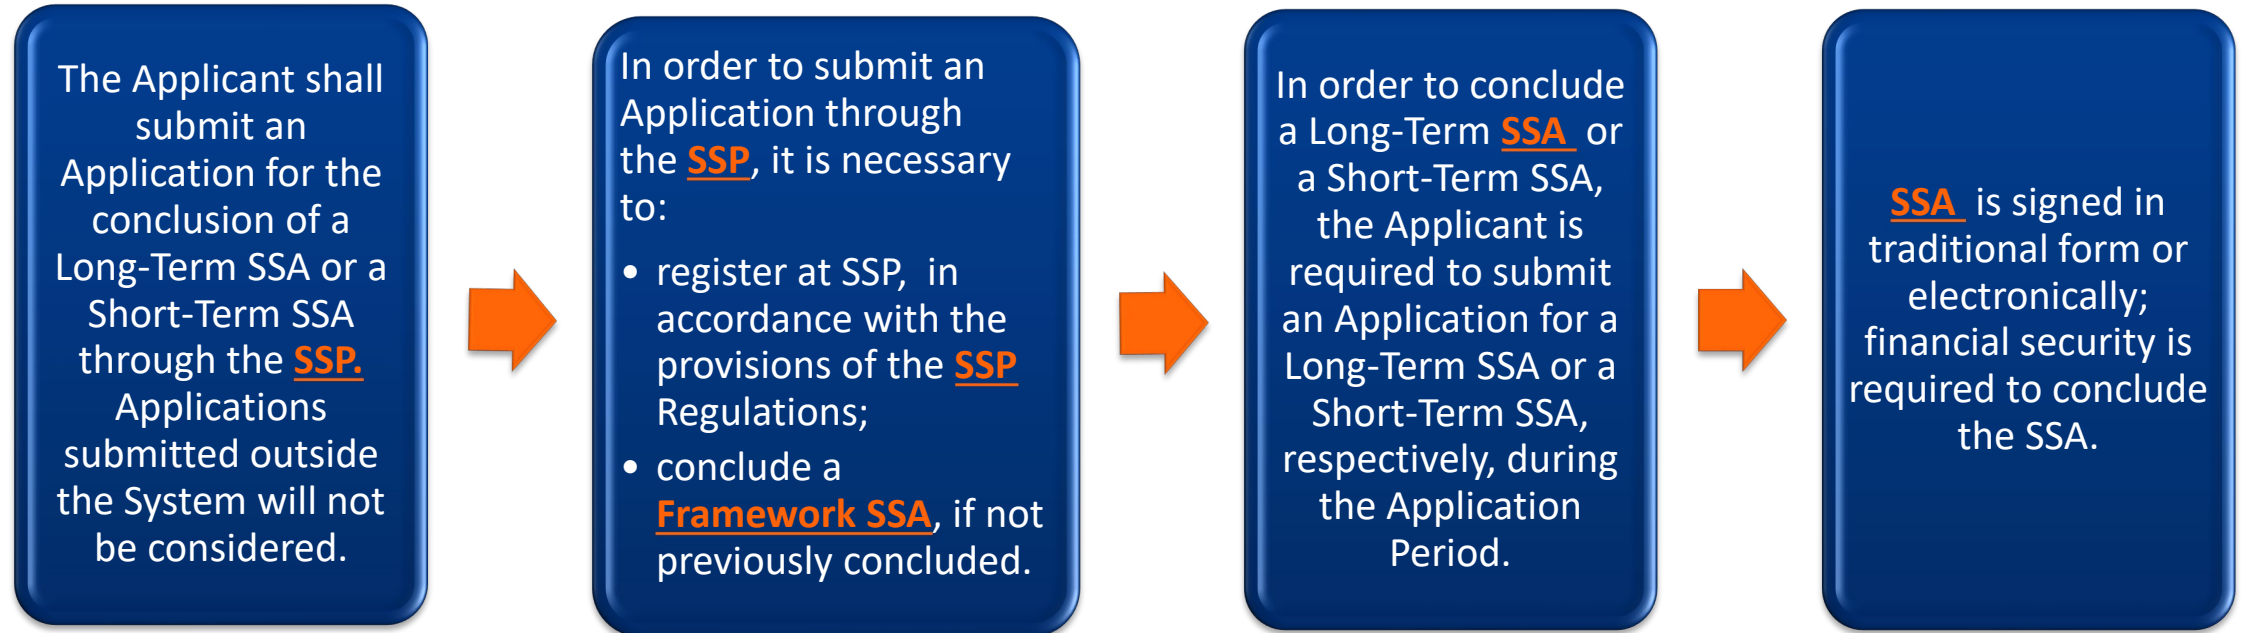 The Applicant shall
submit an
Application for the
conclusion of a
Long-Term SSA or a
Short-Term SSA
through the SSP.
Applications
submitted outside
the System will not
be considered.
In order to submit an
Application through
the SSP, it is necessary
to:
• register at SSP, in
accordance with the
provisions of the SSP
Regulations;
• conclude a
Framework SSA, if not
previously concluded.
In order to conclude
a Long-Term SSA or
a Short-Term SSA,
the Applicant is
required to submit
an Application for a
Long-Term SSA or a
Short-Term SSA,
respectively, during
the Application
Period.
SSA is signed in
traditional form or
electronically;
financial security is
required to conclude
the SSA.